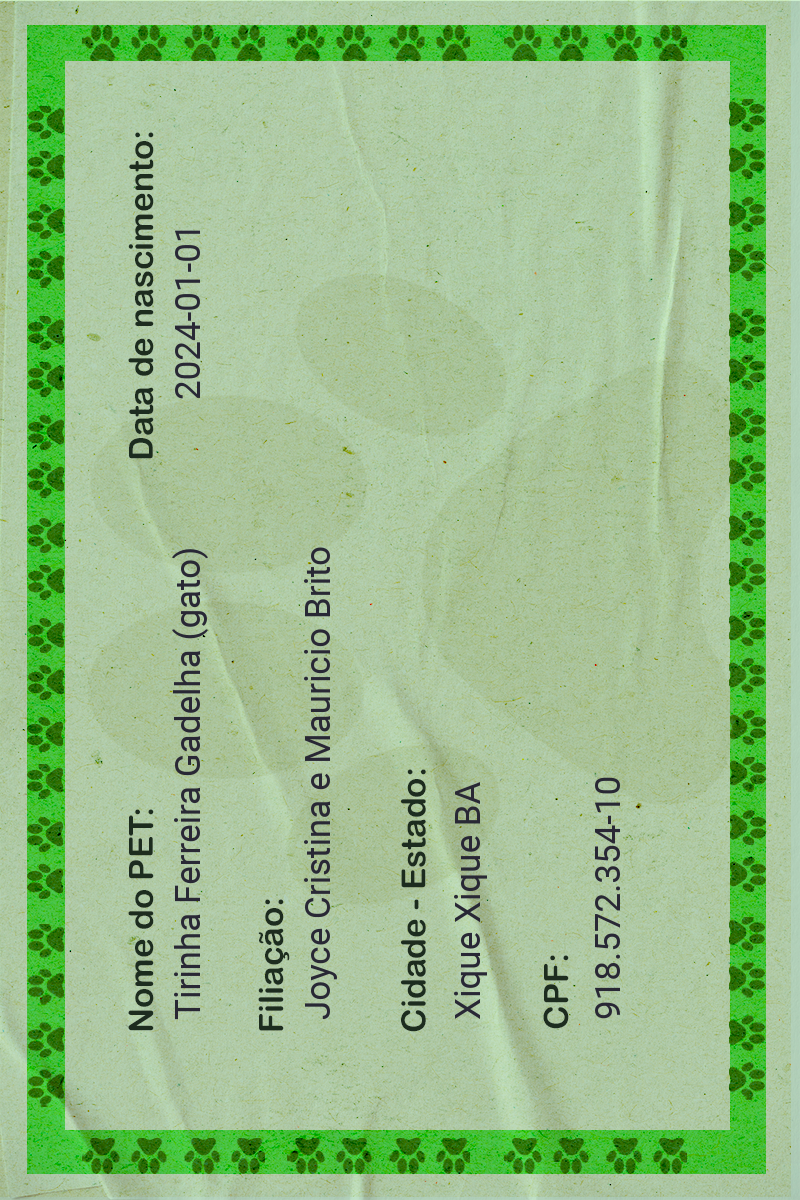 Nome do PET:
Tirinha Ferreira Gadelha (gato)
Data de nascimento:
2024-01-01
Filiação:
Joyce Cristina e Mauricio Brito
Cidade - Estado:
Xique Xique BA
CPF:
918.572.354-10